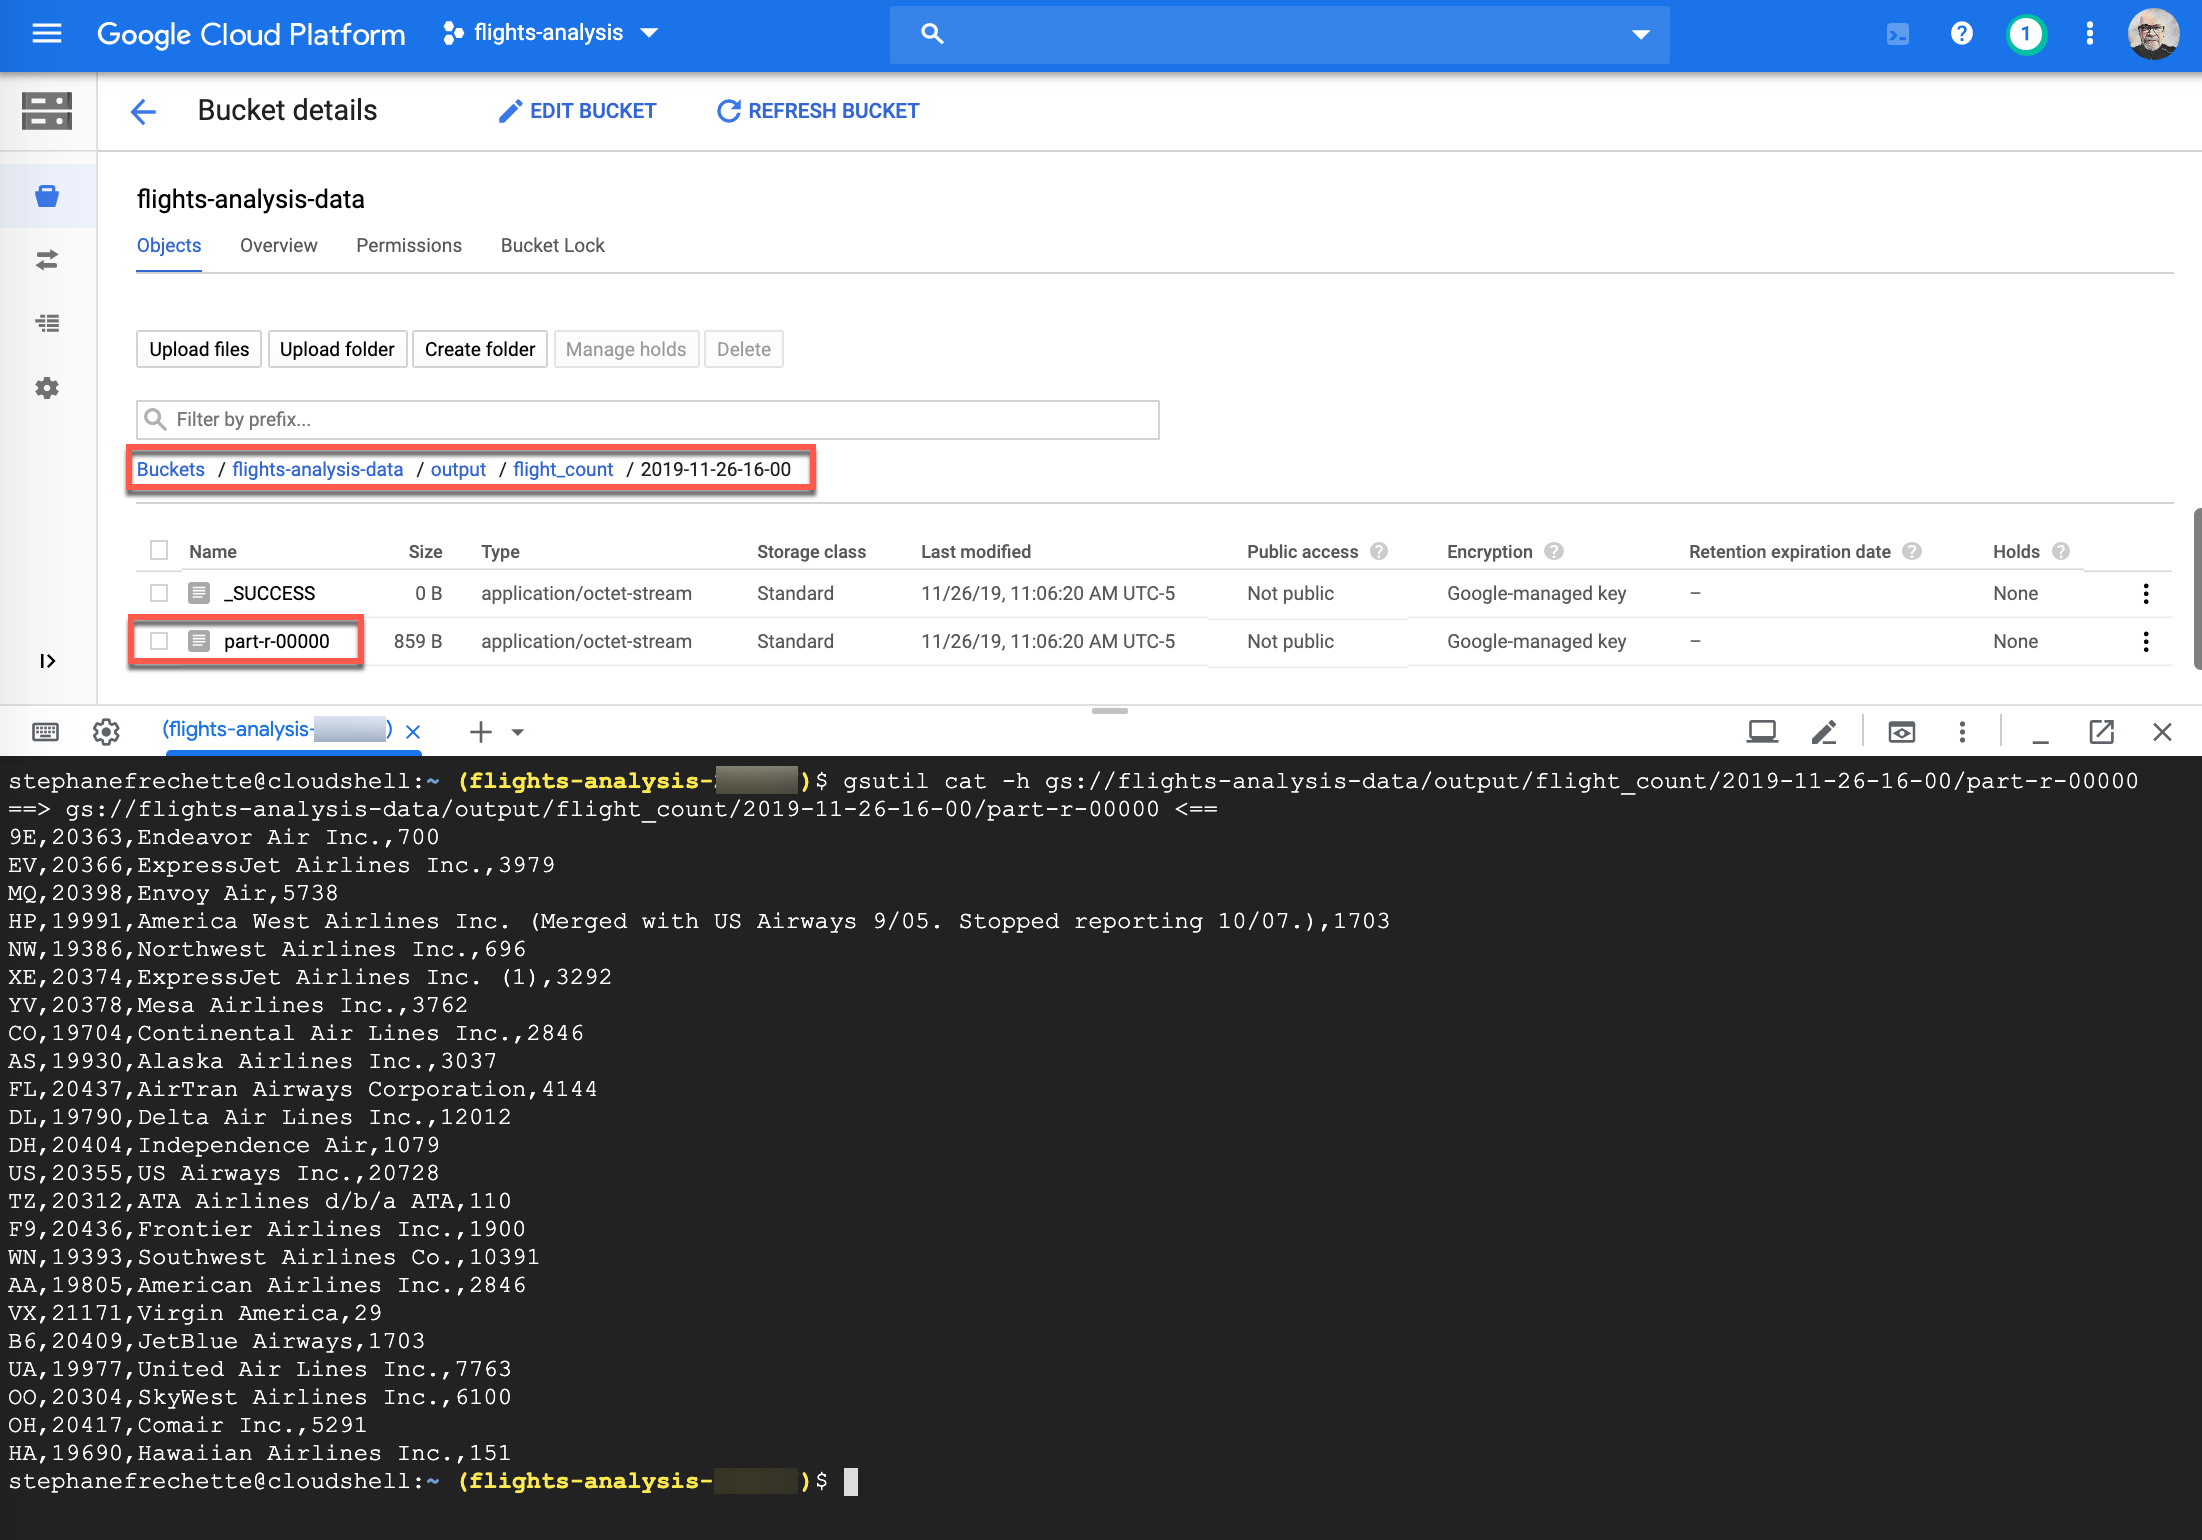 Google Cloud Platform flights-analysis 1
Bucket details EDIT BUCKET REFRESH BUCKET
flights-analysis-data
Objects Overview Permissions Bucket Lock
Upload files Upload folder Create folder Manage holds Delete
Filter by prefix...
Buckets / flights-analysis-data / output / flight_count / 2019-11-26-16-00
Name Size Type Storage class Last modified Public access Encryption Retention expiration date Holds
_SUCCESS 0 B application/octet-stream Standard 11/26/19, 11:06:20 AM UTC-5 Not public Google-managed key – None
part-r-00000 859 B application/octet-stream Standard 11/26/19, 11:06:20 AM UTC-5 Not public Google-managed key – None
(flights-analysis- )
stephanefrechette@cloudshell:~ (flights-analysis- )$ gsutil cat -h gs://flights-analysis-data/output/flight_count/2019-11-26-16-00/part-r-00000
==> gs://flights-analysis-data/output/flight_count/2019-11-26-16-00/part-r-00000 <==
9E,20363,Endeavor Air Inc.,700
EV,20366,ExpressJet Airlines Inc.,3979
MQ,20398,Envoy Air,5738
HP,19991,America West Airlines Inc. (Merged with US Airways 9/05. Stopped reporting 10/07.),1703
NW,19386,Northwest Airlines Inc.,696
XE,20374,ExpressJet Airlines Inc. (1),3292
YV,20378,Mesa Airlines Inc.,3762
CO,19704,Continental Air Lines Inc.,2846
AS,19930,Alaska Airlines Inc.,3037
FL,20437,AirTran Airways Corporation,4144
DL,19790,Delta Air Lines Inc.,12012
DH,20404,Independence Air,1079
US,20355,US Airways Inc.,20728
TZ,20312,ATA Airlines d/b/a ATA,110
F9,20436,Frontier Airlines Inc.,1900
WN,19393,Southwest Airlines Co.,10391
AA,19805,American Airlines Inc.,2846
VX,21171,Virgin America,29
B6,20409,JetBlue Airways,1703
UA,19977,United Air Lines Inc.,7763
OO,20304,SkyWest Airlines Inc.,6100
OH,20417,Comair Inc.,5291
HA,19690,Hawaiian Airlines Inc.,151
stephanefrechette@cloudshell:~ (flights-analysis- )$